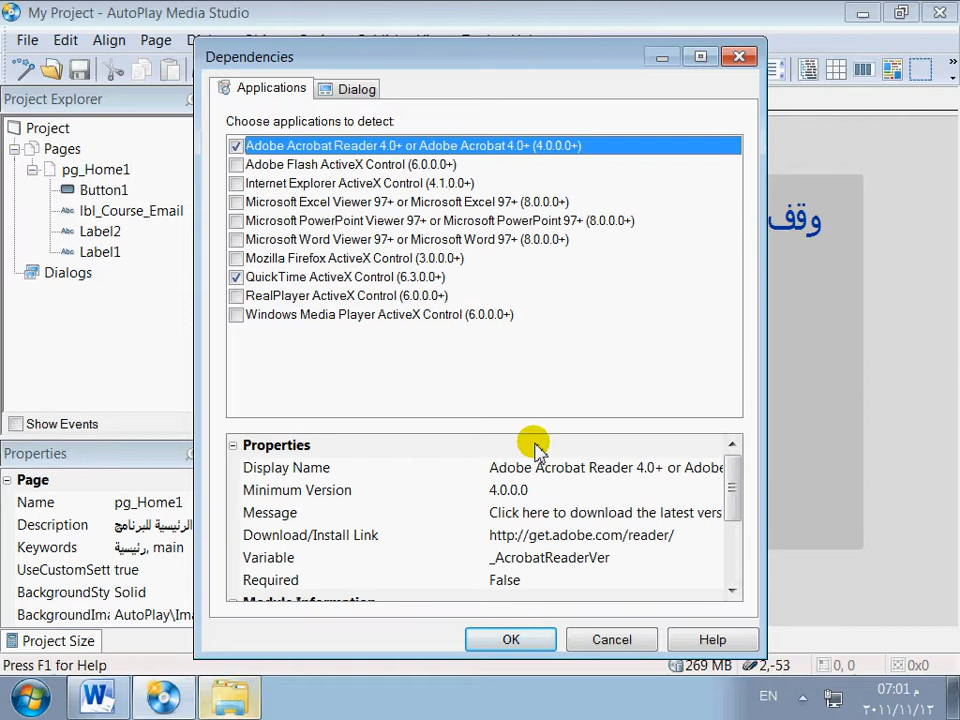 My Project - AutoPlay Media Studio
File Edit Align Page
Dependencies
Applications Dialog
Choose applications to detect:
Adobe Acrobat Reader 4.0+ or Adobe Acrobat 4.0+ (4.0.0.0+)
Adobe Flash ActiveX Control (6.0.0.0+)
Internet Explorer ActiveX Control (4.1.0.0+)
Microsoft Excel Viewer 97+ or Microsoft Excel 97+ (8.0.0.0+)
Microsoft PowerPoint Viewer 97+ or Microsoft PowerPoint 97+ (8.0.0.0+)
Microsoft Word Viewer 97+ or Microsoft Word 97+ (8.0.0.0+)
Mozilla Firefox ActiveX Control (3.0.0.0+)
QuickTime ActiveX Control (6.3.0.0+)
RealPlayer ActiveX Control (6.0.0.0+)
Windows Media Player ActiveX Control (6.0.0.0+)
Properties
Display Name Adobe Acrobat Reader 4.0+ or Adobe
Minimum Version 4.0.0.0
Message Click here to download the latest vers
Download/Install Link http://get.adobe.com/reader/
Variable _AcrobatReaderVer
Required False
Module Information
OK Cancel Help
Project Explorer
Project
Pages
pg_Home1
Button1
lbl_Course_Email
Label2
Label1
Dialogs
Show Events
Properties
Page
Name pg_Home1
Description الرئيسية للبرنامج
Keywords رئيسية, main
UseCustomSett true
BackgroundSty Solid
BackgroundIma AutoPlay\Ima
Project Size
وقف
Press F1 for Help 269 MB 2,-53 0, 0 0x0
EN 07:01 م
٢٠١١/١١/١٢